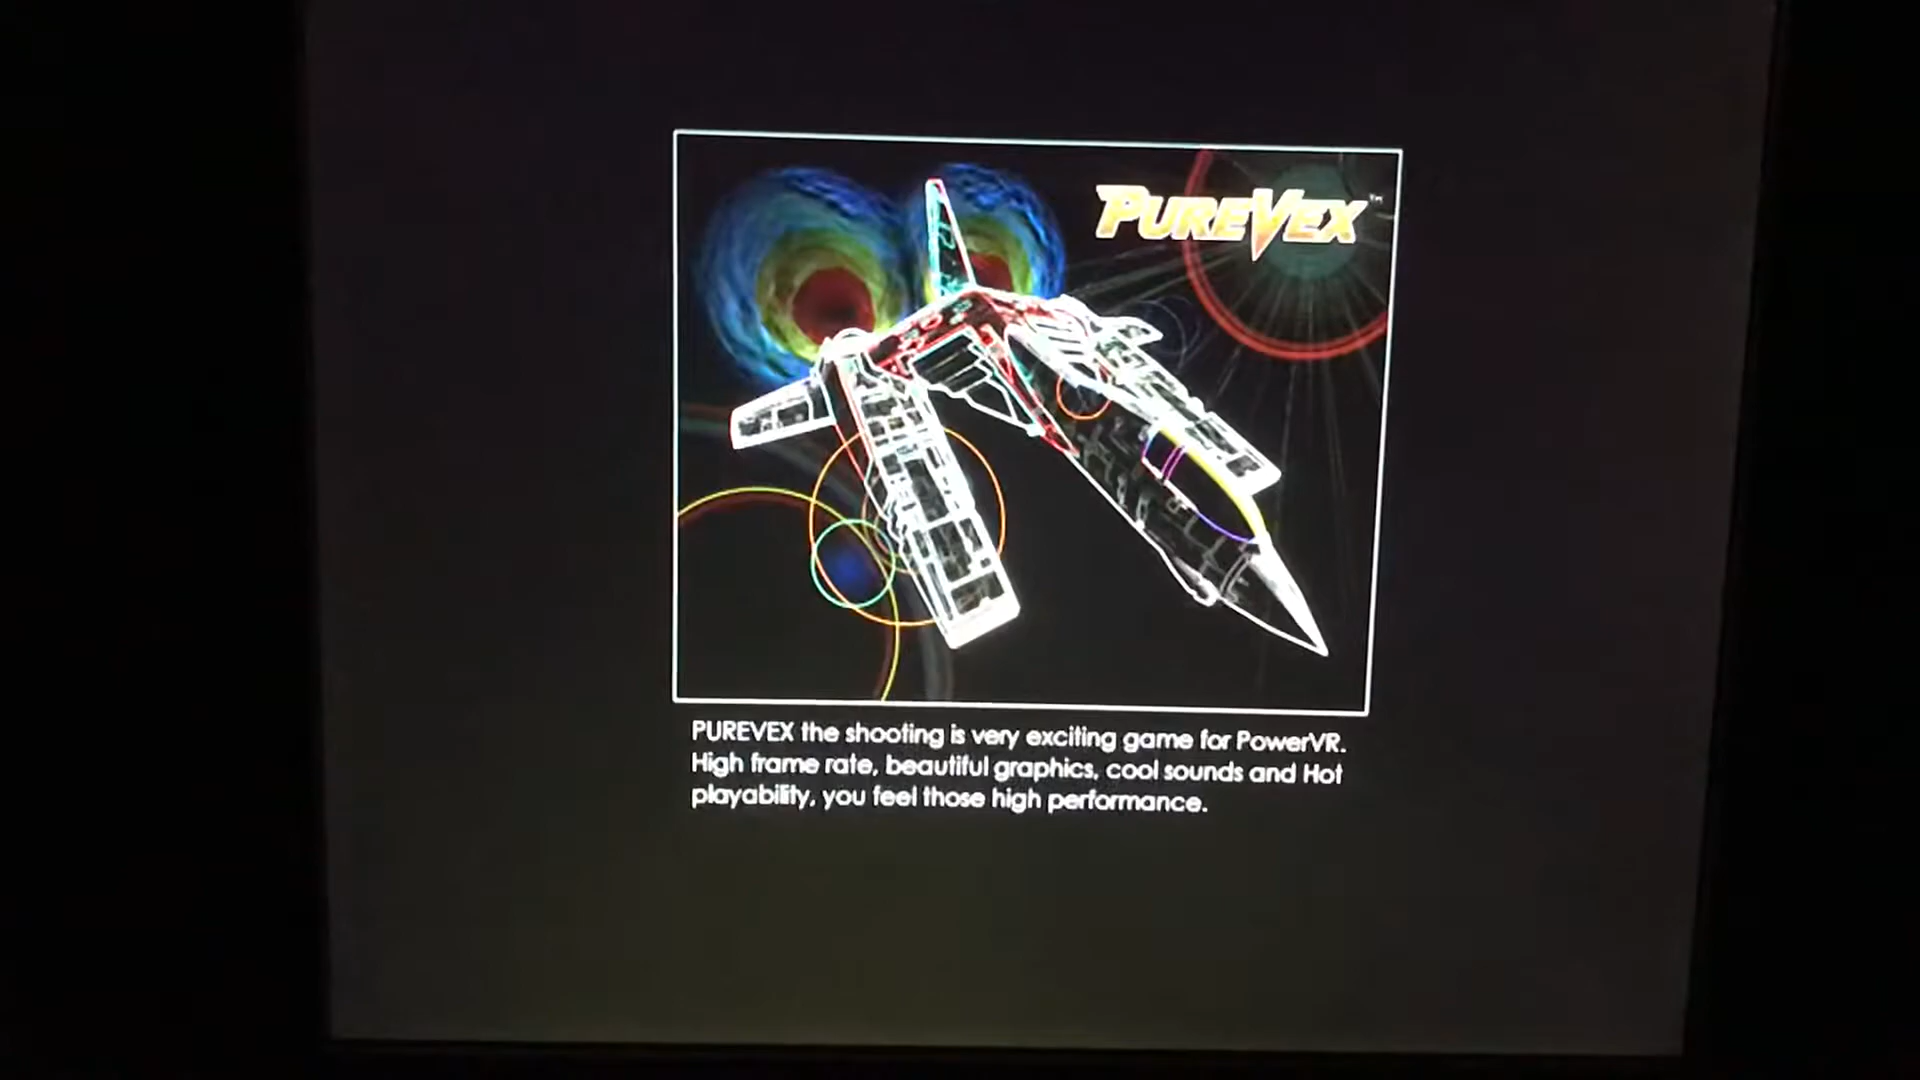 PUREVEX™
PUREVEX the shooting is very exciting game for PowerVR.
High frame rate, beautiful graphics, cool sounds and Hot
playability, you feel those high performance.